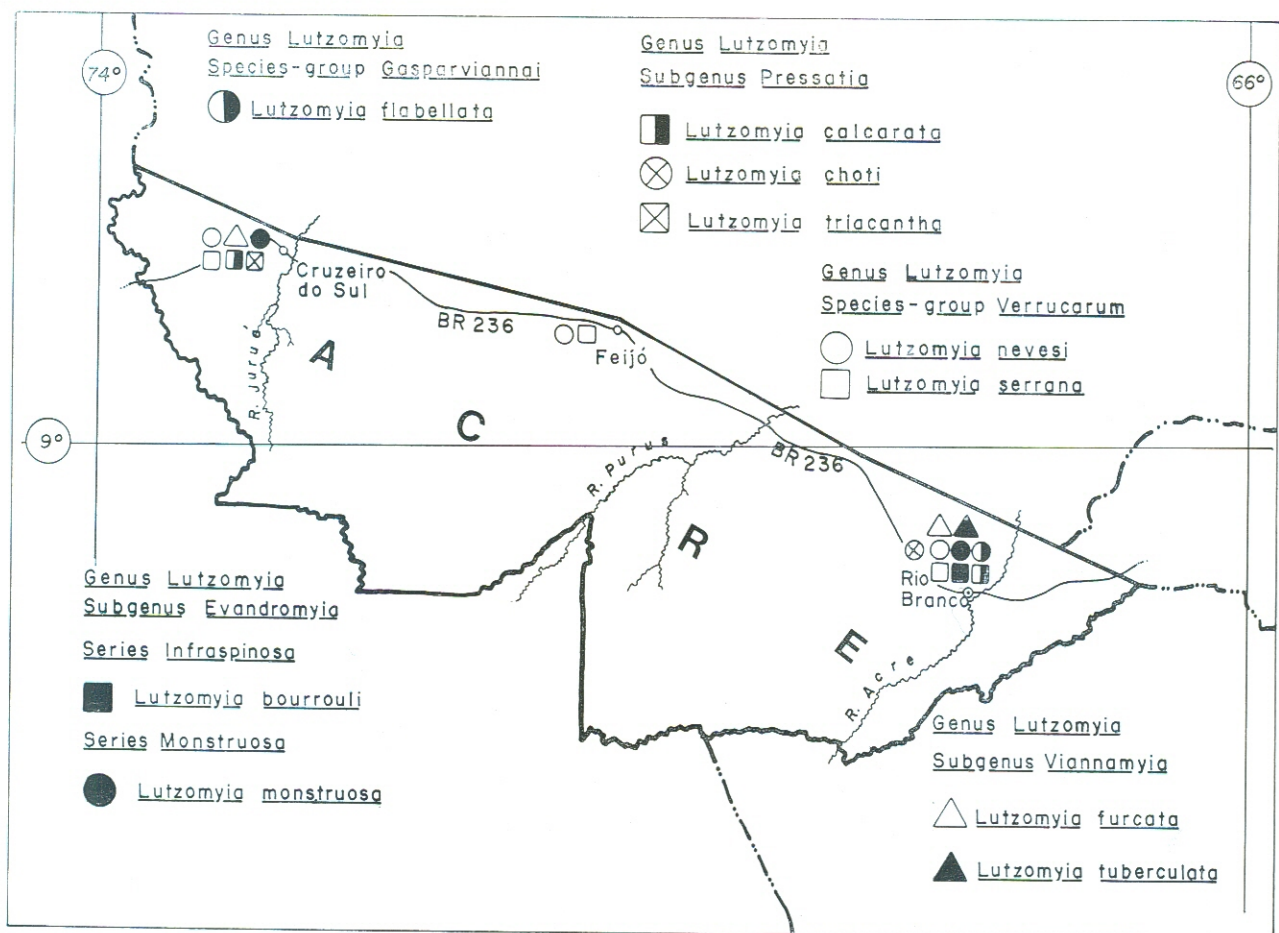 Genus Lutzomyia
Species-group Gasparviannai
Lutzomyia flabellata
Genus Lutzomyia
Subgenus Pressatia
Lutzomyia calcarata
Lutzomyia choti
Lutzomyia triacantha
74°
66°
Genus Lutzomyia
Species-group Verrucarum
Lutzomyia nevesi
Lutzomyia serrana
Cruzeiro
do Sul
BR 236
Feijó
R. Juruá
A
C
R
E
9°
R. Purus
BR 236
Rio
Branco
R. Acre
Genus Lutzomyia
Subgenus Evandromyia
Series Infraspinosa
Lutzomyia bourrouli
Series Monstruosa
Lutzomyia monstruosa
Genus Lutzomyia
Subgenus Viannamyia
Lutzomyia furcata
Lutzomyia tuberculata